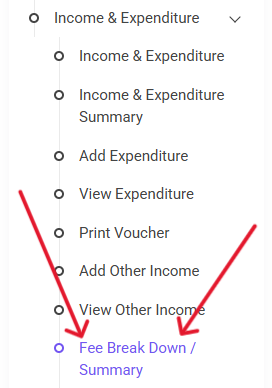 Income & Expenditure
Income & Expenditure
Income & Expenditure
Summary
Add Expenditure
View Expenditure
Print Voucher
Add Other Income
View Other Income
Fee Break Down /
Summary